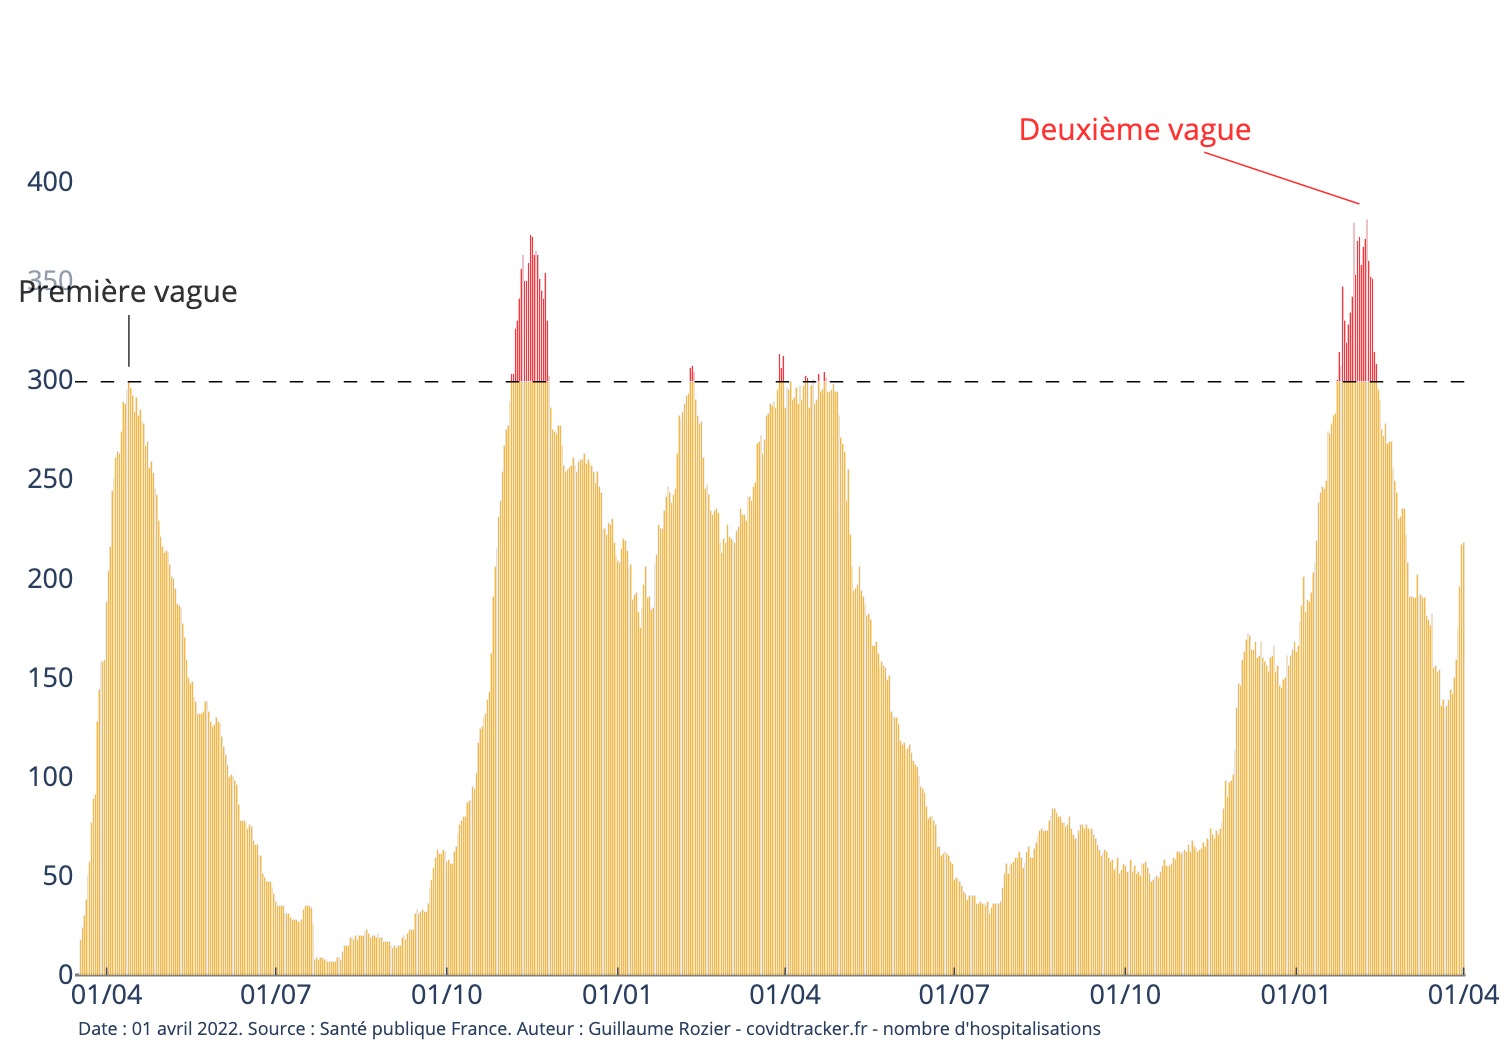 Deuxième vague
400
350
Première vague
300
250
200
150
100
50
0
01/04 01/07 01/10 01/01 01/04 01/07 01/10 01/01 01/04
Date : 01 avril 2022. Source : Santé publique France. Auteur : Guillaume Rozier - covidtracker.fr - nombre d'hospitalisations